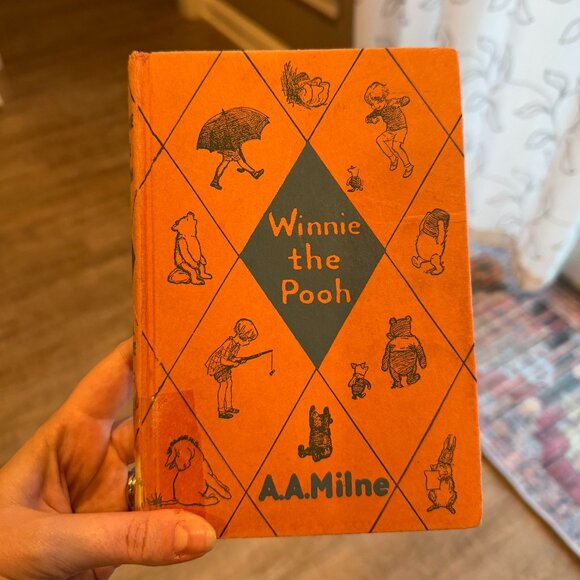 Winnie
the
Pooh
A.A.Milne